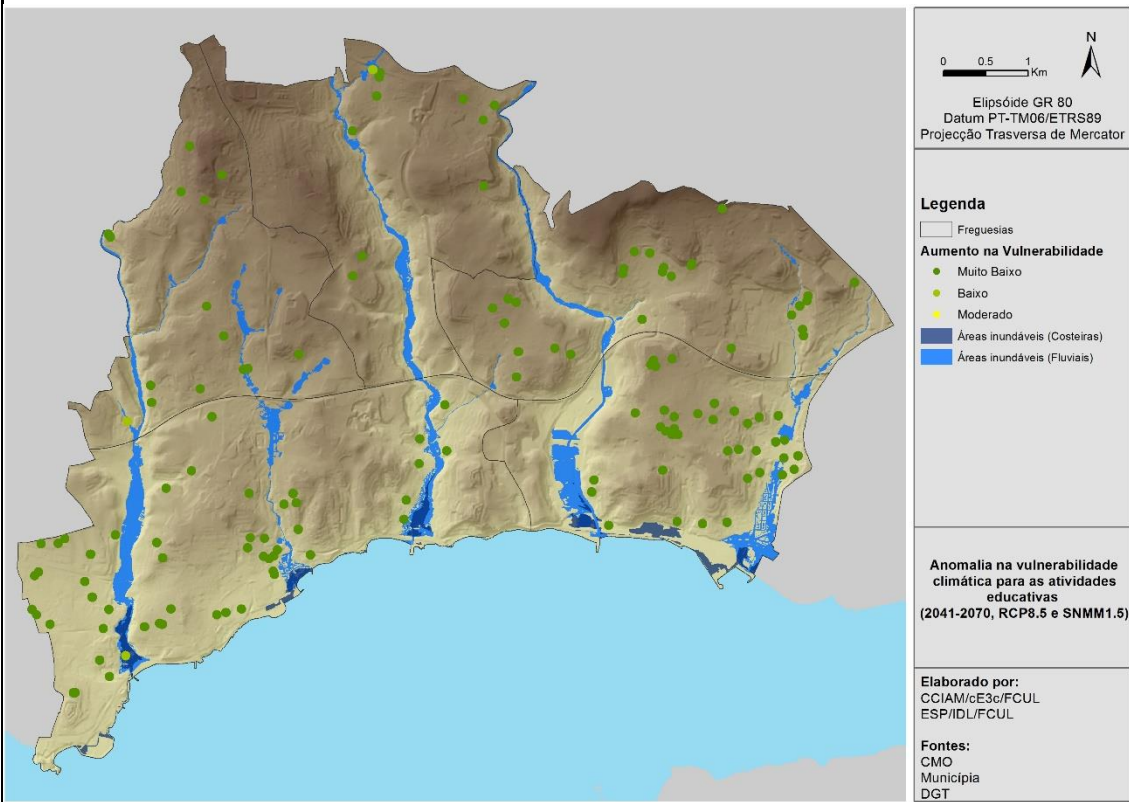 N
0 0.5 1
Km
Elipsóide GR 80
Datum PT-TM06/ETRS89
Projecção Trasversa de Mercator
Legenda
Freguesias
Aumento na Vulnerabilidade
Muito Baixo
Baixo
Moderado
Áreas inundáveis (Costeiras)
Áreas inundáveis (Fluviais)
Anomalia na vulnerabilidade
climática para as atividades
educativas
(2041-2070, RCP8.5 e SNMM1.5)
Elaborado por:
CCIAM/cE3c/FCUL
ESP/IDL/FCUL
Fontes:
CMO
Municípia
DGT